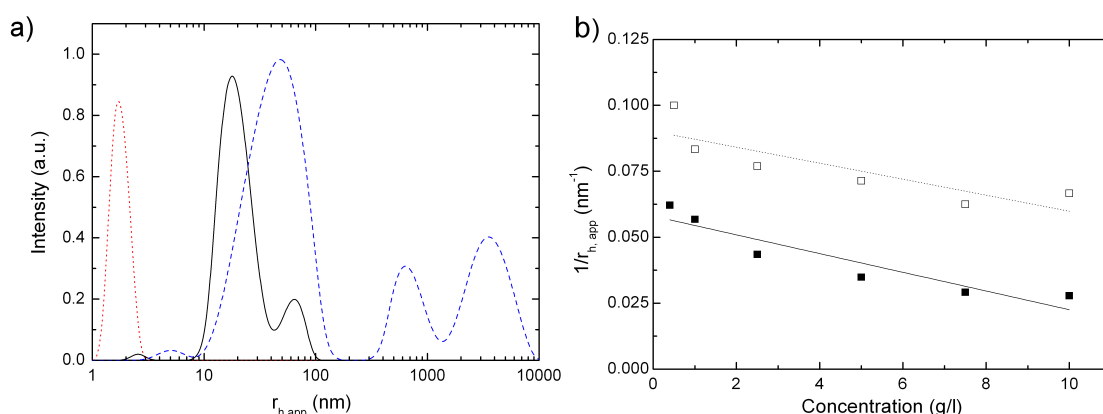 a)
Intensity (a.u.)
1.0
0.8
0.6
0.4
0.2
0.0
1 10 100 1000 10000
r_h,app (nm)
b)
1/r_h, app (nm^-1)
0.125
0.100
0.075
0.050
0.025
0.000
0 2 4 6 8 10
Concentration (g/l)